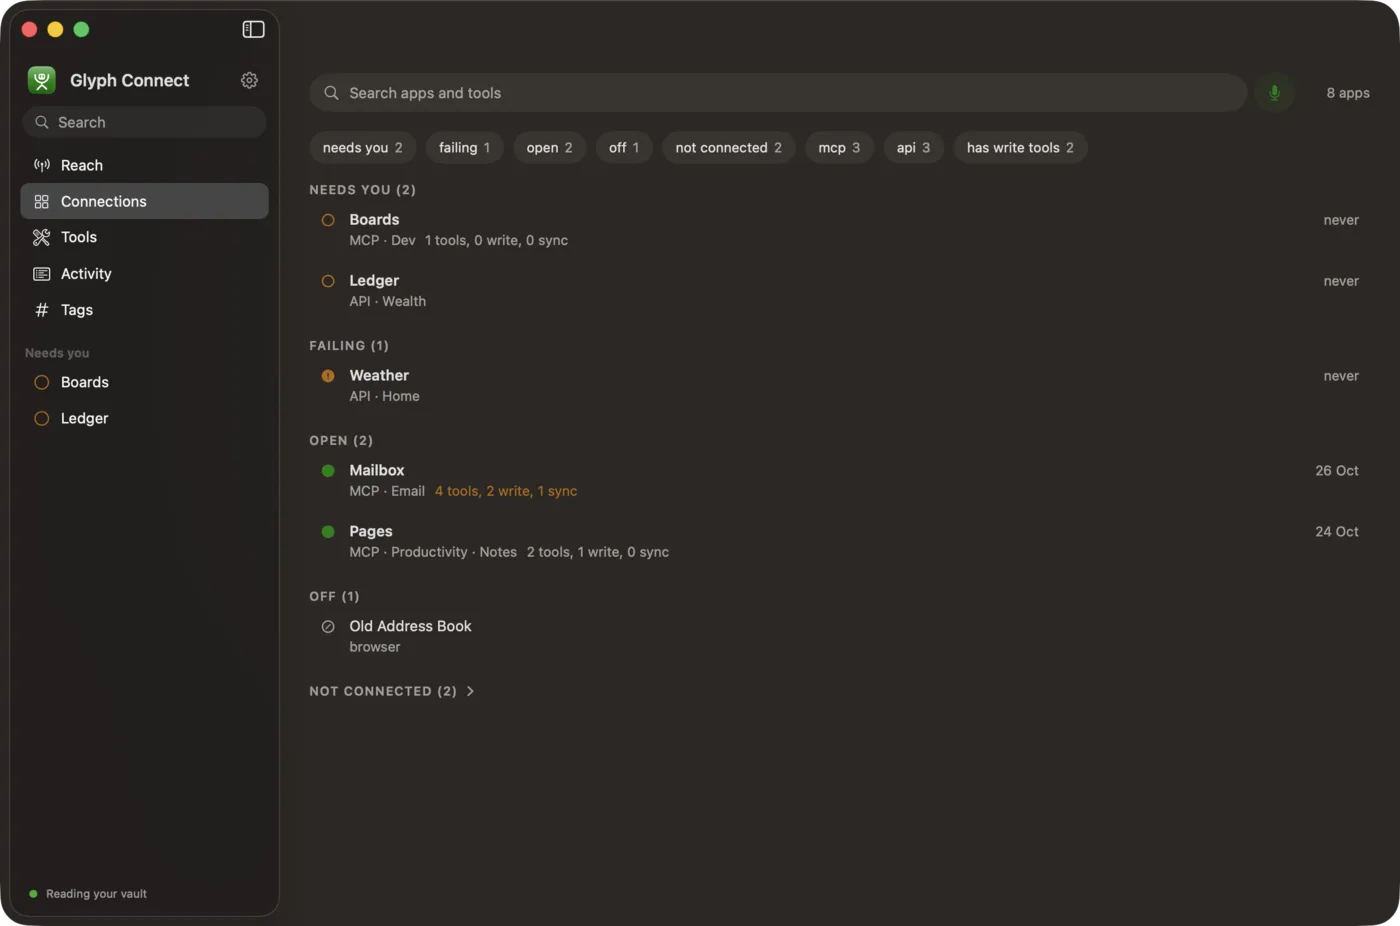 Glyph Connect
Search
Reach
Connections
Tools
Activity
Tags
Needs you
Boards
Ledger
Reading your vault
Search apps and tools
8 apps
needs you 2
failing 1
open 2
off 1
not connected 2
mcp 3
api 3
has write tools 2
NEEDS YOU (2)
Boards
never
MCP · Dev 1 tools, 0 write, 0 sync
Ledger
never
API · Wealth
FAILING (1)
Weather
never
API · Home
OPEN (2)
Mailbox
26 Oct
MCP · Email 4 tools, 2 write, 1 sync
Pages
24 Oct
MCP · Productivity · Notes 2 tools, 1 write, 0 sync
OFF (1)
Old Address Book
browser
NOT CONNECTED (2)